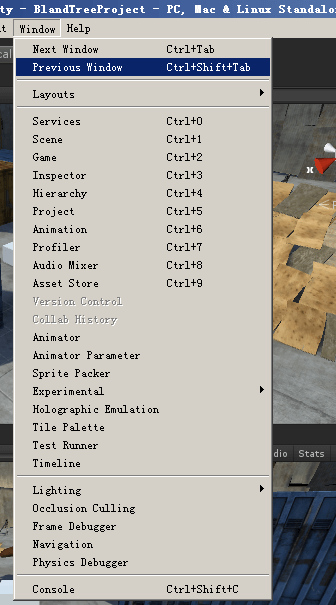 ty - BlandTreeProject - PC, Mac & Linux Standalon
t Window Help
cal
Next Window Ctrl+Tab
Previous Window Ctrl+Shift+Tab
Layouts
Services Ctrl+0
Scene Ctrl+1
Game Ctrl+2
Inspector Ctrl+3
Hierarchy Ctrl+4
Project Ctrl+5
Animation Ctrl+6
Profiler Ctrl+7
Audio Mixer Ctrl+8
Asset Store Ctrl+9
Version Control
Collab History
Animator
Animator Parameter
Sprite Packer
Experimental
Holographic Emulation
Tile Palette
Test Runner
Timeline
Lighting
Occlusion Culling
Frame Debugger
Navigation
Physics Debugger
Console Ctrl+Shift+C
x
dio Stats